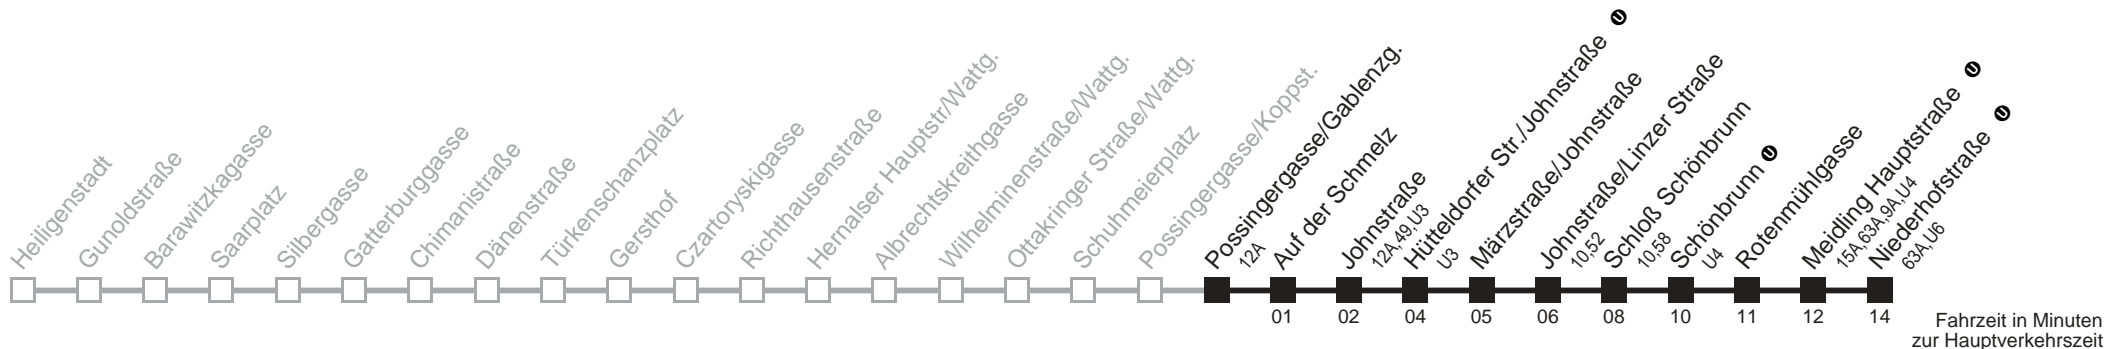 Heiligenstadt
Gunoldstraße
Barawitzkagasse
Saarplatz
Silbergasse
Gatterburggasse
Chimanistraße
Dänenstraße
Türkenschanzplatz
Gersthof
Czartoryskigasse
Richthausenstraße
Hernalser Hauptstr/Wattg.
Albrechtskreithgasse
Wilhelminenstraße/Wattg.
Ottakringer Straße/Wattg.
Schuhmeierplatz
Possingergasse/Koppst.
Possingergasse/Gablenzg.
12A
Auf der Schmelz
Johnstraße
12A,49,U3
Hütteldorfer Str./Johnstraße U
U3
Märzstraße/Johnstraße
Johnstraße/Linzer Straße
10,52
Schloß Schönbrunn
10,58
Schönbrunn U
U4
Rotenmühlgasse
Meidling Hauptstraße U
15A,63A,9A,U4
Niederhofstraße U
63A,U6
01 02 04 05 06 08 10 11 12 14
Fahrzeit in Minuten
zur Hauptverkehrszeit